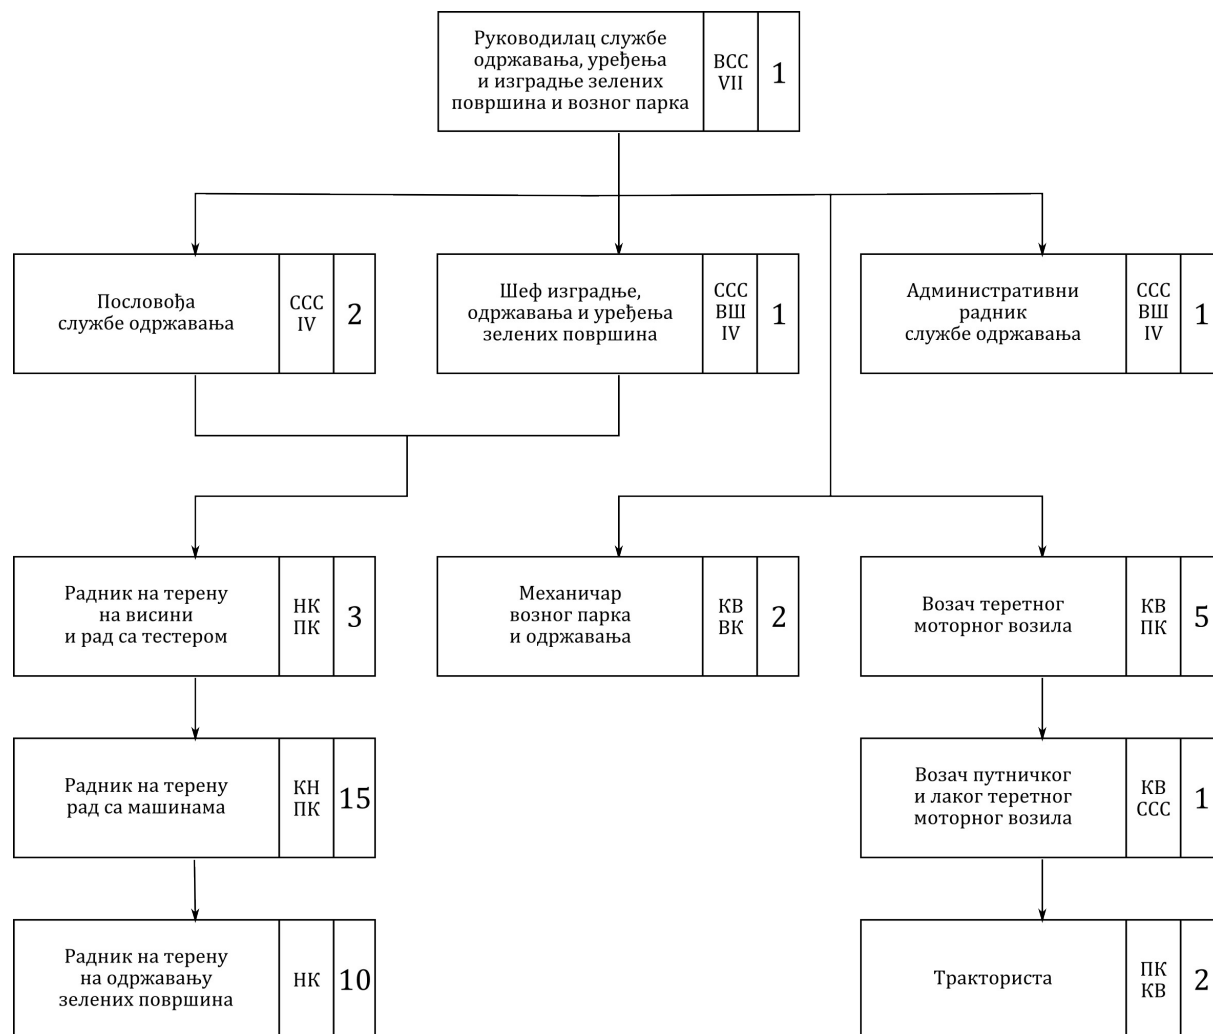 Руководилац службе
одржавања, уређења
и изградње зелених
површина и возног парка
ВСС
VII
1
Пословођа
службе одржавања
ССС
IV
2
Шеф изградње,
одржавања и уређења
зелених површина
ССС
ВШ
IV
1
Административни
радник
службе одржавања
ССС
ВШ
IV
1
Радник на терену
на висини
и рад са тестером
НК
ПК
3
Механичар
возног парка
и одржавања
КВ
ВК
2
Возач теретног
моторног возила
КВ
ПК
5
Радник на терену
рад са машинама
КН
ПК
15
Возач путничког
и лаког теретног
моторног возила
КВ
ССС
1
Радник на терену
на одржавању
зелених површина
НК
10
Тракториста
ПК
КВ
2